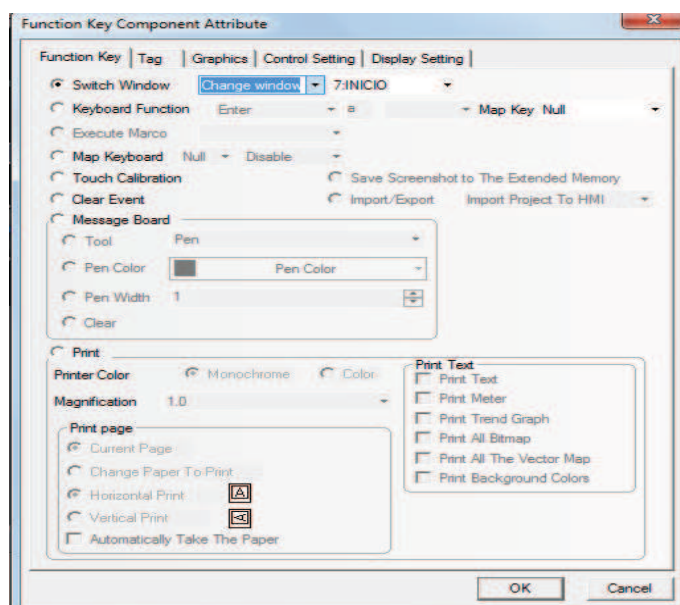 Function Key Component Attribute
Function Key Tag Graphics Control Setting Display Setting
Switch Window Change window 7:INICIO
Keyboard Function Enter a Map Key Null
Execute Marco
Map Keyboard Null Disable
Touch Calibration Save Screenshot to The Extended Memory
Clear Event Import/Export Import Project To HMI
Message Board
Tool Pen
Pen Color Pen Color
Pen Width 1
Clear
Print
Printer Color Monochrome Color
Magnification 1.0
Print page
Current Page
Change Paper To Print
Horizontal Print A
Vertical Print A
Automatically Take The Paper
Print Text
Print Text
Print Meter
Print Trend Graph
Print All Bitmap
Print All The Vector Map
Print Background Colors
OK Cancel